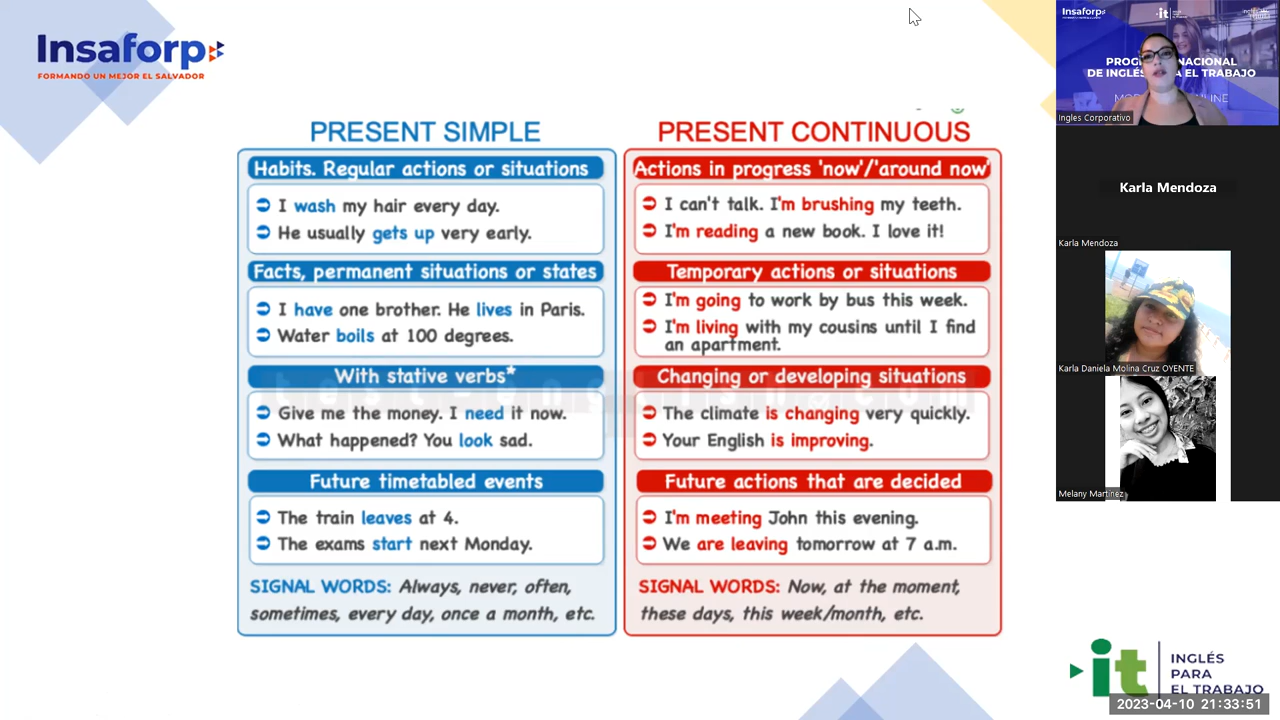 Insaforp
FORMANDO UN MEJOR EL SALVADOR
PRESENT SIMPLE
Habits. Regular actions or situations
I wash my hair every day.
He usually gets up very early.
Facts, permanent situations or states
I have one brother. He lives in Paris.
Water boils at 100 degrees.
With stative verbs*
Give me the money. I need it now.
What happened? You look sad.
Future timetabled events
The train leaves at 4.
The exams start next Monday.
SIGNAL WORDS: Always, never, often,
sometimes, every day, once a month, etc.
PRESENT CONTINUOUS
Actions in progress 'now'/'around now'
I can't talk. I'm brushing my teeth.
I'm reading a new book. I love it!
Temporary actions or situations
I'm going to work by bus this week.
I'm living with my cousins until I find
an apartment.
Changing or developing situations
The climate is changing very quickly.
Your English is improving.
Future actions that are decided
I'm meeting John this evening.
We are leaving tomorrow at 7 a.m.
SIGNAL WORDS: Now, at the moment,
these days, this week/month, etc.
Insaforp
it
DE INGLÉS EL TRABAJO
Ingles Corporativo
Karla Mendoza
Karla Mendoza
Karla Daniela Molina Cruz OYENTE
Melany Martinez
it
INGLÉS
PARA
EL TRABAJO
2023-04-10 21:33:51